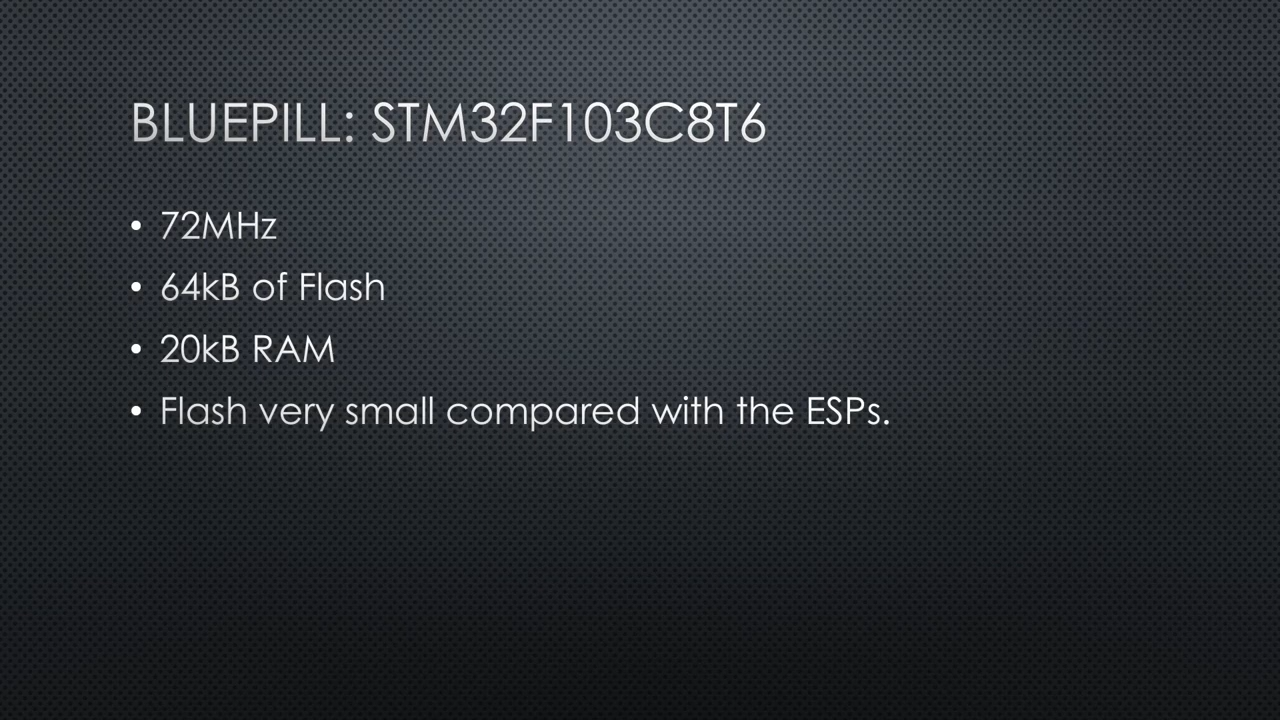 BLUEPILL: STM32F103C8T6
• 72MHz
• 64kB of Flash
• 20kB RAM
• Flash very small compared with the ESPs.